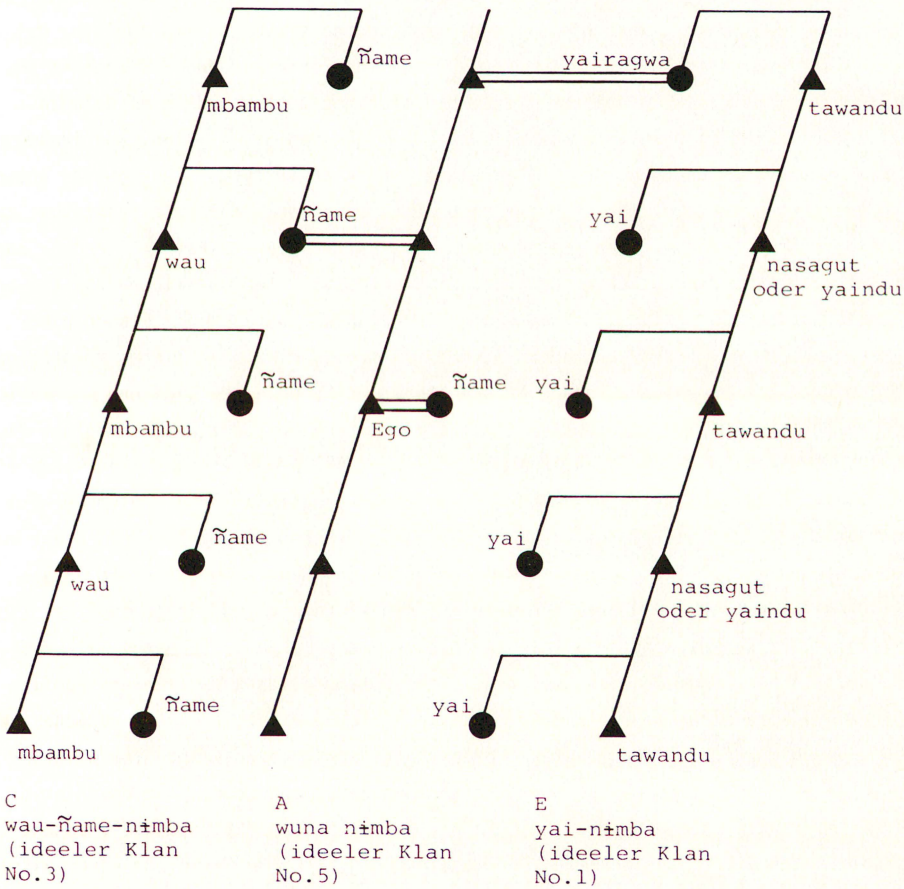 ñame
yairagwa
mbambu
tawandu
ñame
yai
wau
nasagut
oder yaindu
ñame
ñame
yai
mbambu
Ego
tawandu
ñame
yai
wau
nasagut
oder yaindu
ñame
yai
mbambu
tawandu
C
wau-ñame-nɨmba
(ideeler Klan
No.3)
A
wuna nɨmba
(ideeler Klan
No.5)
E
yai-nɨmba
(ideeler Klan
No.1)